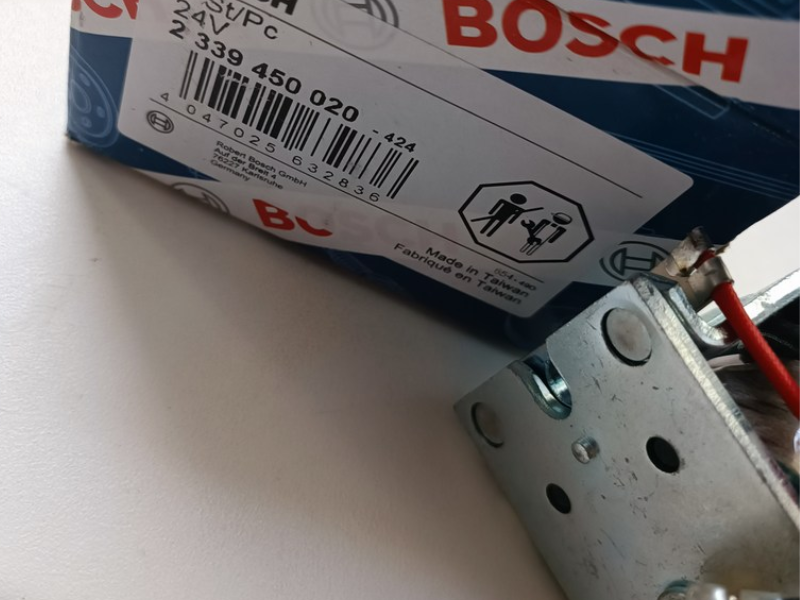 BOSCH
St/Pc
24V
2 339 450 020 -424
4 047025 632836
Robert Bosch GmbH
Auf der Breit 4
76227 Karlsruhe
Germany
Made in Taiwan
Fabriqué en Taiwan